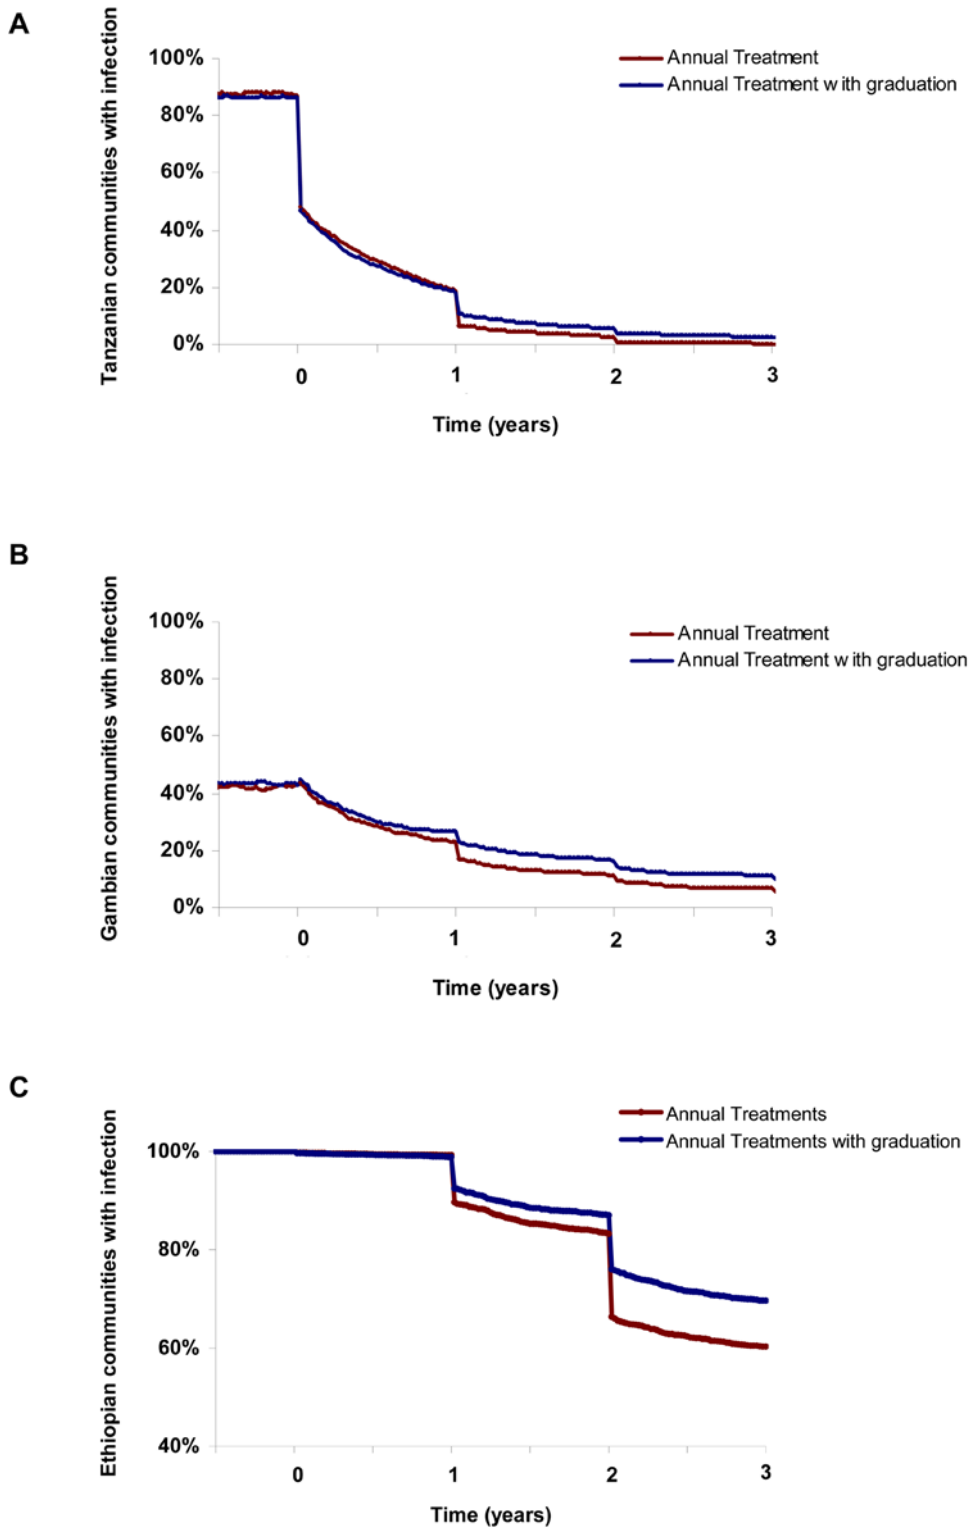 A
Tanzanian communities with infection
100%
80%
60%
40%
20%
0%
Annual Treatment
Annual Treatment with graduation
0 1 2 3
Time (years)
B
Gambian communities with infection
100%
80%
60%
40%
20%
0%
Annual Treatment
Annual Treatment with graduation
0 1 2 3
Time (years)
C
Ethiopian communities with infection
100%
80%
60%
40%
Annual Treatments
Annual Treatments with graduation
0 1 2 3
Time (years)